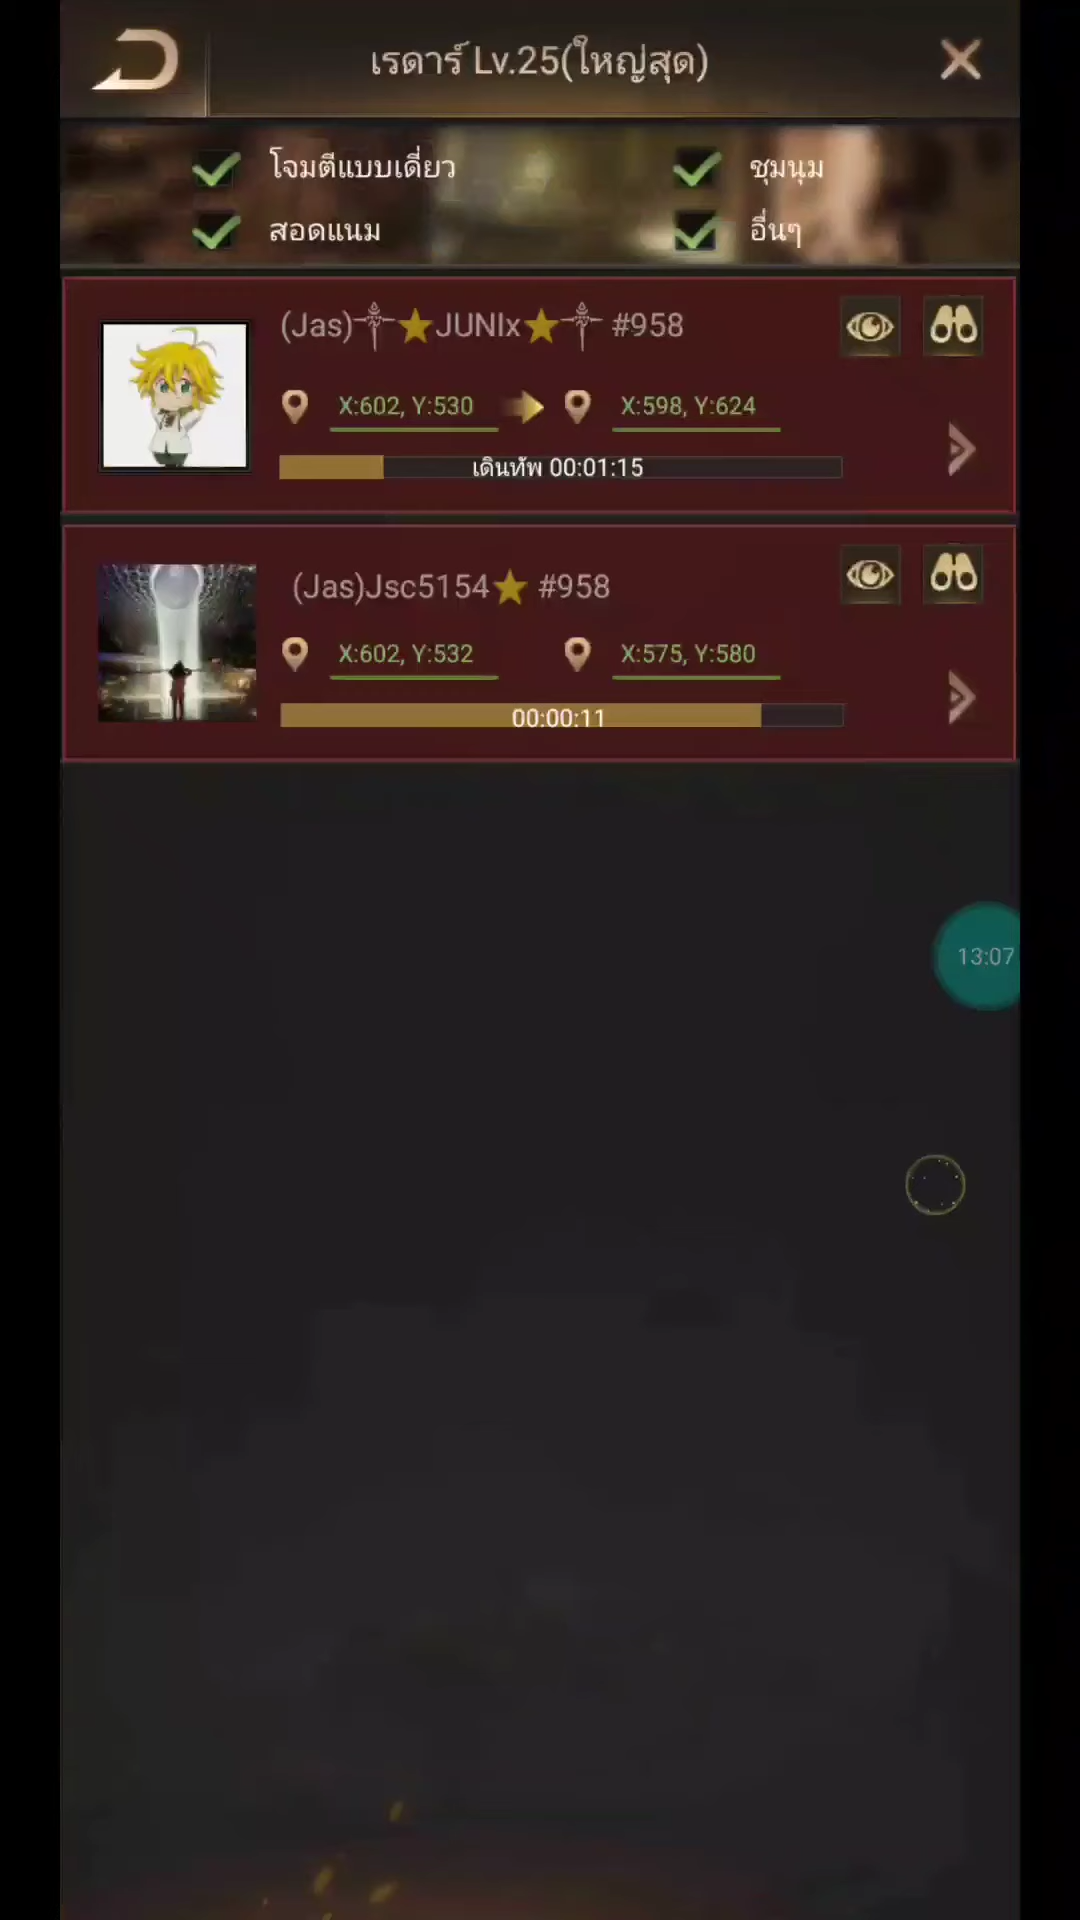 เรดาร์ Lv.25(ใหญ่สุด)
โจมตีแบบเดี่ยว ชุมนุม
สอดแนม อื่นๆ
(Jas)⭐JUNIx⭐ #958
X:602, Y:530 X:598, Y:624
เดินทัพ 00:01:15
(Jas)Jsc5154⭐ #958
X:602, Y:532 X:575, Y:580
00:00:11
13:07